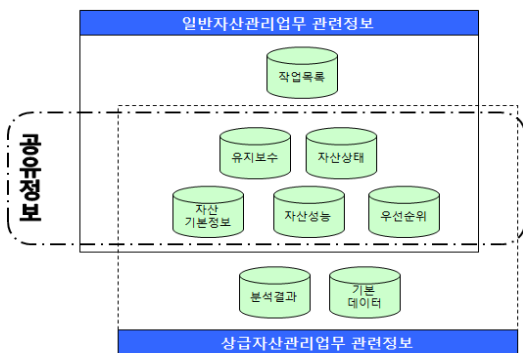 일반자산관리업무 관련정보
작업목록
공유정보
유지보수
자산상태
자산
기본정보
자산성능
우선순위
분석결과
기본
데이터
상급자산관리업무 관련정보